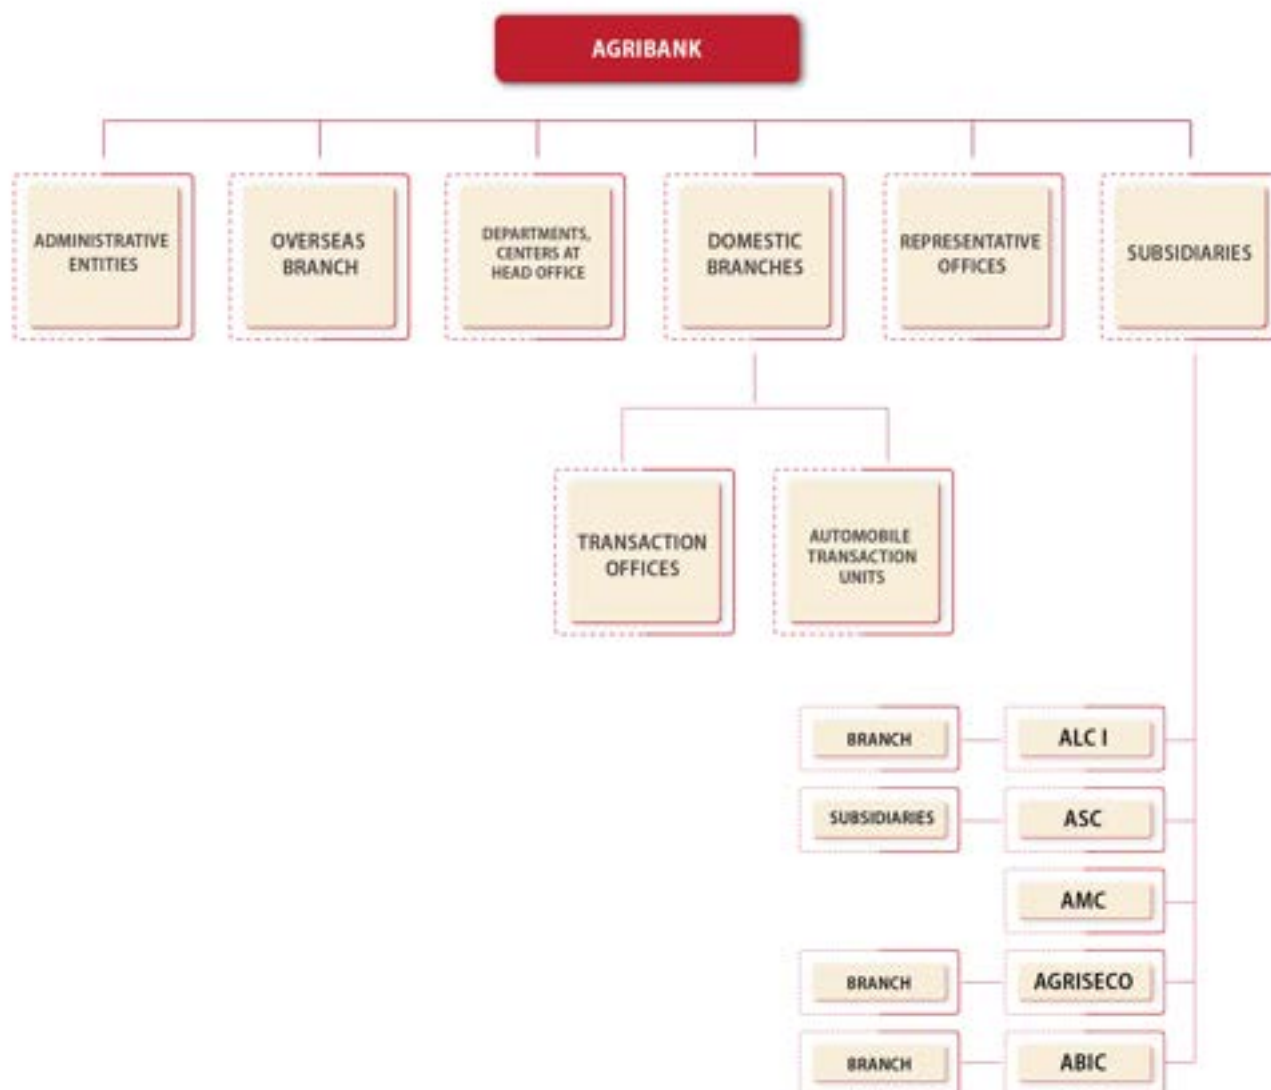 AGRIBANK
ADMINISTRATIVE
ENTITIES
OVERSEAS
BRANCH
DEPARTMENTS,
CENTERS AT
HEAD OFFICE
DOMESTIC
BRANCHES
REPRESENTATIVE
OFFICES
SUBSIDIARIES
TRANSACTION
OFFICES
AUTOMOBILE
TRANSACTION
UNITS
BRANCH
ALC I
SUBSIDIARIES
ASC
AMC
BRANCH
AGRISECO
BRANCH
ABIC